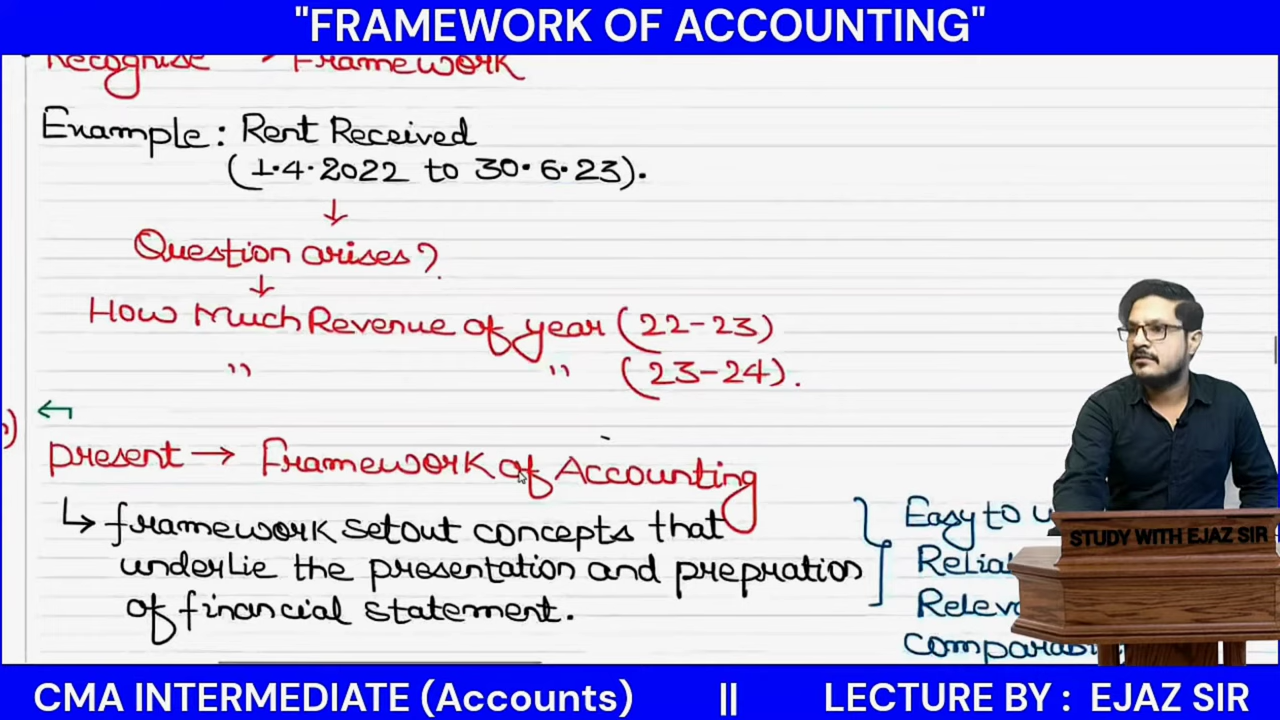 "FRAMEWORK OF ACCOUNTING"
Recognise → Framework
Example : Rent Received
(1.4.2022 to 30.6.23).
↓
Question arises?
↓
How Much Revenue of year (22-23)
" " (23-24).
present → Framework of Accounting
↳ framework setout concepts that
underlie the presentation and prepration
of financial statement.
Easy to
STUDY WITH EJAZ SIR
CMA INTERMEDIATE (Accounts) || LECTURE BY : EJAZ SIR